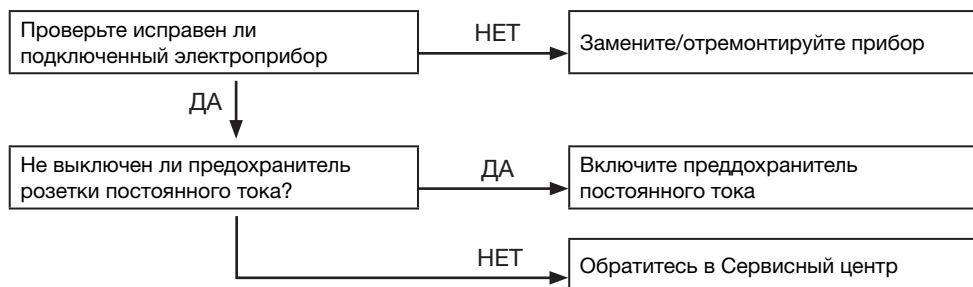 Проверьте исправен ли
подключенный электроприбор
НЕТ
Замените/отремонтируйте прибор
ДА
Не выключен ли предохранитель
розетки постоянного тока?
ДА
Включите преддохранитель
постоянного тока
НЕТ
Обратитесь в Сервисный центр